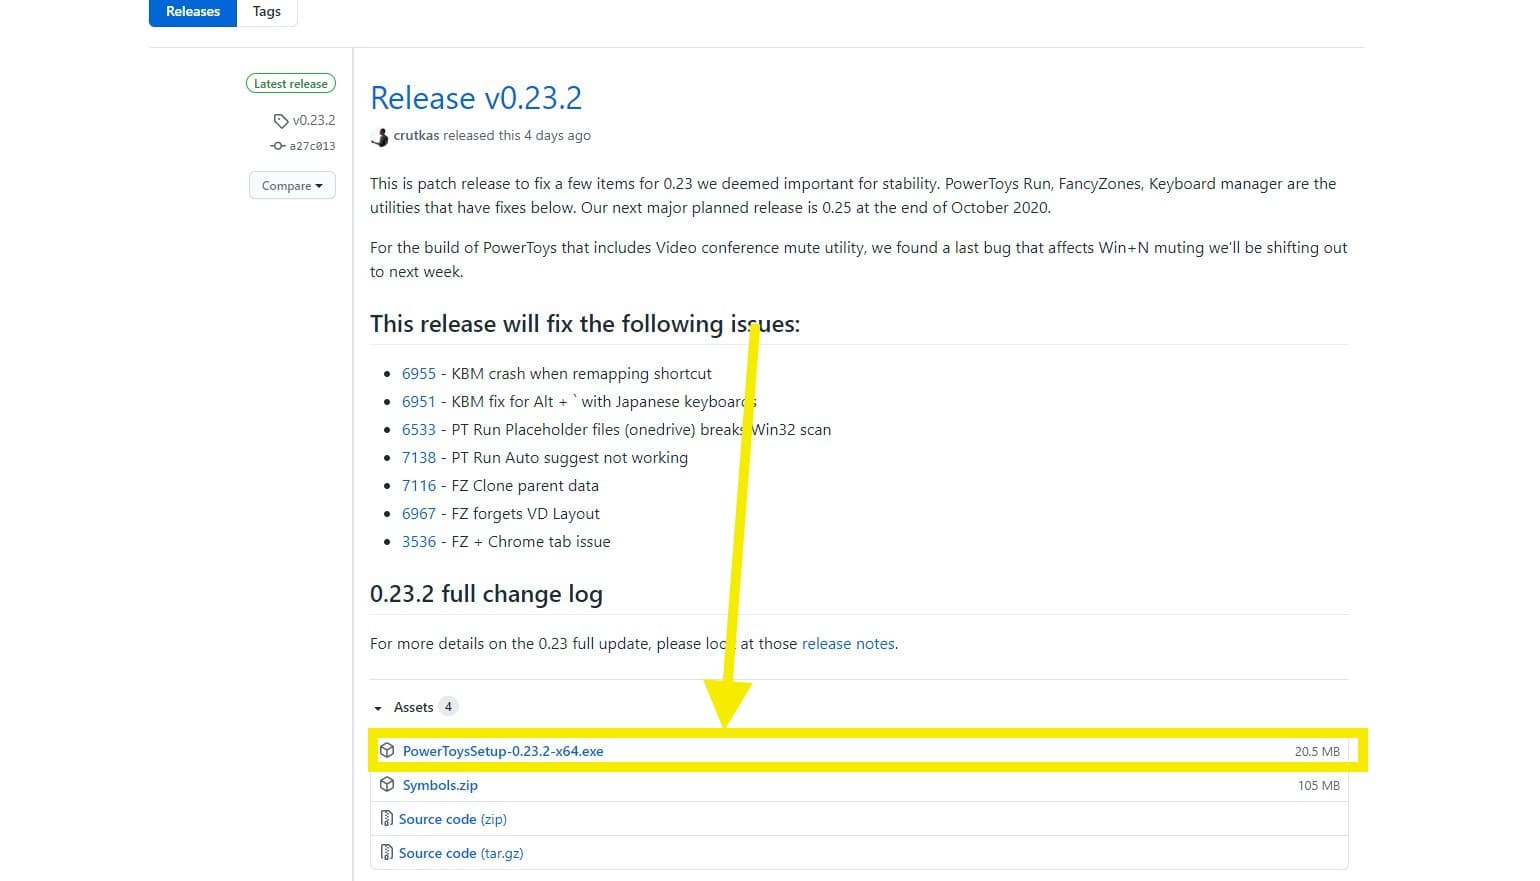 Releases Tags
Latest release
v0.23.2
a27c013
Compare
Release v0.23.2
crutkas released this 4 days ago
This is patch release to fix a few items for 0.23 we deemed important for stability. PowerToys Run, FancyZones, Keyboard manager are the
utilities that have fixes below. Our next major planned release is 0.25 at the end of October 2020.
For the build of PowerToys that includes Video conference mute utility, we found a last bug that affects Win+N muting we'll be shifting out
to next week.
This release will fix the following issues:
6955 - KBM crash when remapping shortcut
6951 - KBM fix for Alt + ` with Japanese keyboards
6533 - PT Run Placeholder files (onedrive) breaks Win32 scan
7138 - PT Run Auto suggest not working
7116 - FZ Clone parent data
6967 - FZ forgets VD Layout
3536 - FZ + Chrome tab issue
0.23.2 full change log
For more details on the 0.23 full update, please look at those release notes.
Assets 4
PowerToysSetup-0.23.2-x64.exe 20.5 MB
Symbols.zip 105 MB
Source code (zip)
Source code (tar.gz)